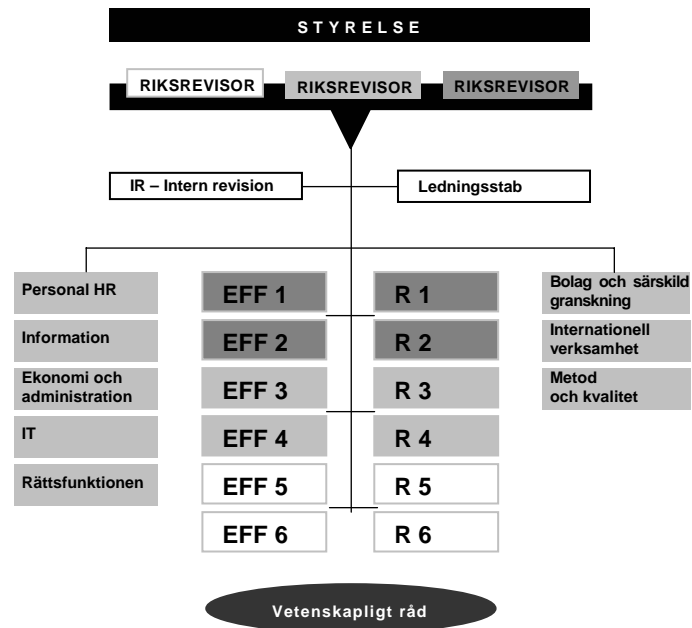 STYRELSE
RIKSREVISOR RIKSREVISOR RIKSREVISOR
IR – Intern revision
Ledningsstab
Personal HR
Information
Ekonomi och
administration
IT
Rättsfunktionen
EFF 1
EFF 2
EFF 3
EFF 4
EFF 5
EFF 6
R 1
R 2
R 3
R 4
R 5
R 6
Bolag och särskild
granskning
Internationell
verksamhet
Metod
och kvalitet
Vetenskapligt råd